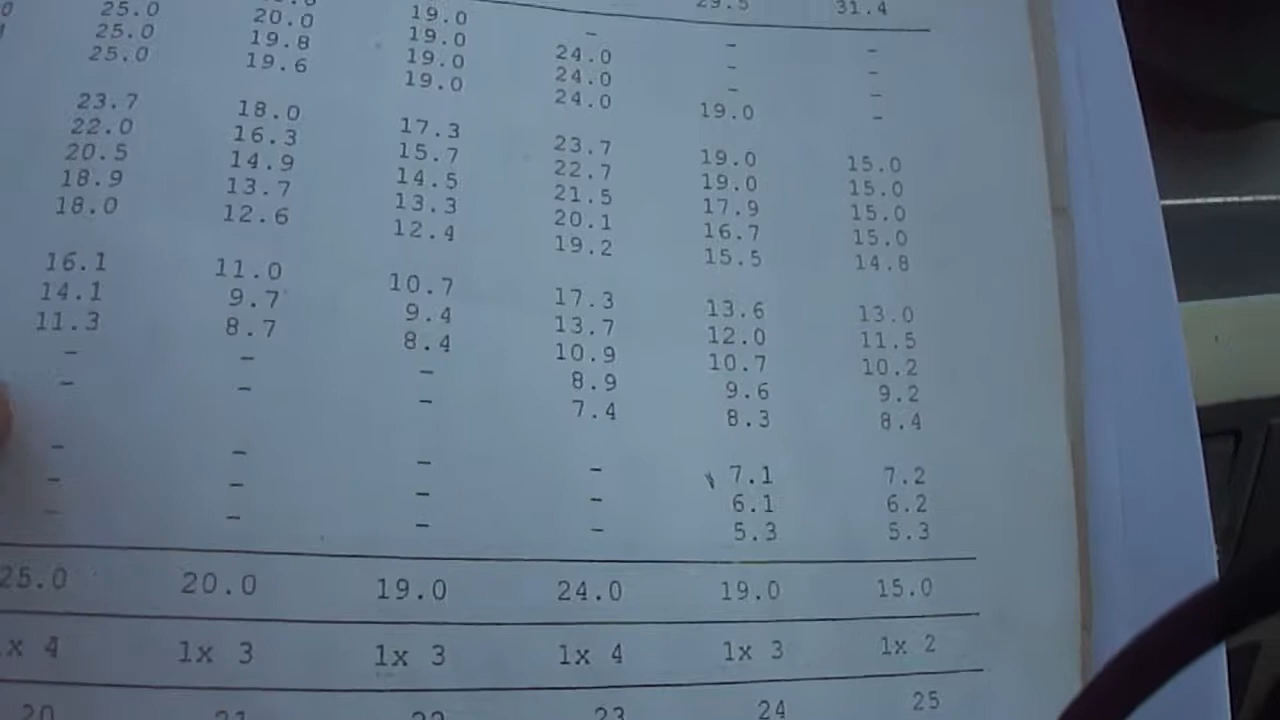 29.5 31.4
19.0 - - -
25.0 20.0 19.0 24.0 - -
25.0 19.8 19.0 24.0 - -
25.0 19.6 19.0 24.0 19.0 -
23.7 18.0 17.3 23.7 19.0 15.0
22.0 16.3 15.7 22.7 19.0 15.0
20.5 14.9 14.5 21.5 17.9 15.0
18.9 13.7 13.3 20.1 16.7 15.0
18.0 12.6 12.4 19.2 15.5 14.8
16.1 11.0 10.7 17.3 13.6 13.0
14.1 9.7 9.4 13.7 12.0 11.5
11.3 8.7 8.4 10.9 10.7 10.2
- - - 8.9 9.6 9.2
- - - 7.4 8.3 8.4
- - - - 7.1 7.2
- - - - 6.1 6.2
- - - - 5.3 5.3
25.0 20.0 19.0 24.0 19.0 15.0
x 4 1x 3 1x 3 1x 4 1x 3 1x 2
20 21 22 23 24 25